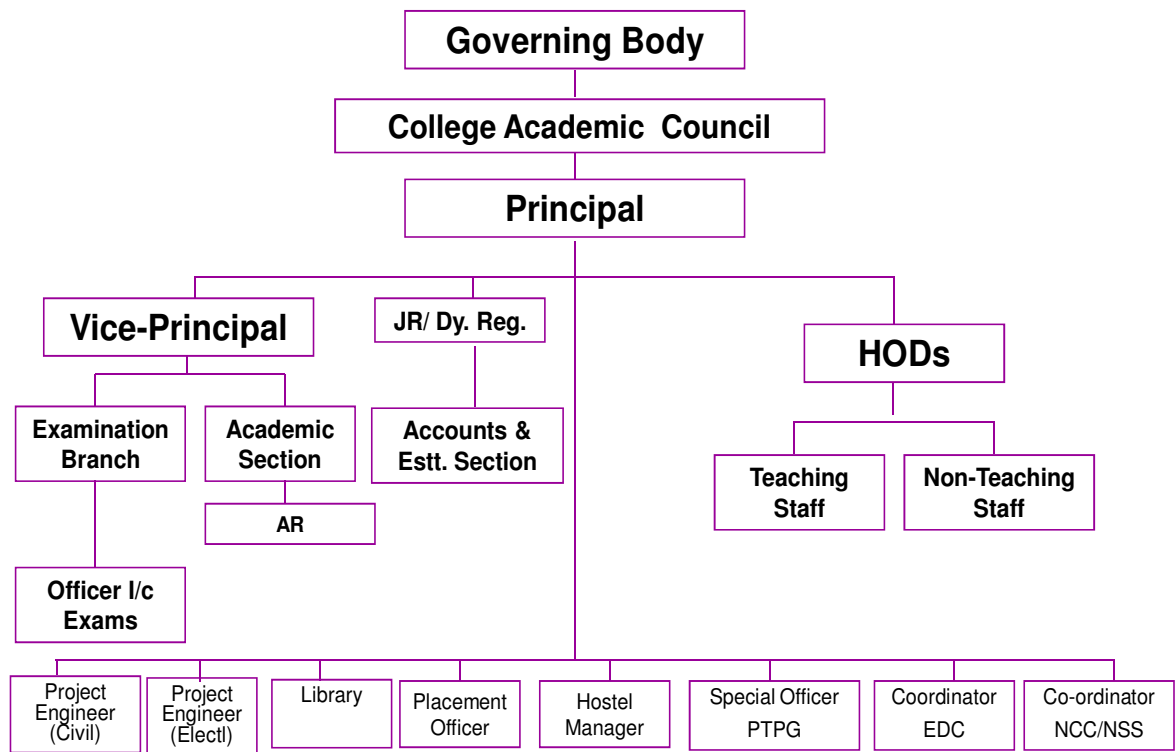 Governing Body
College Academic Council
Principal
Vice-Principal
JR/ Dy. Reg.
HODs
Examination
Branch
Academic
Section
Accounts &
Estt. Section
Teaching
Staff
Non-Teaching
Staff
AR
Officer I/c
Exams
Project
Engineer
(Civil)
Project
Engineer
(Electl)
Library
Placement
Officer
Hostel
Manager
Special Officer
PTPG
Coordinator
EDC
Co-ordinator
NCC/NSS